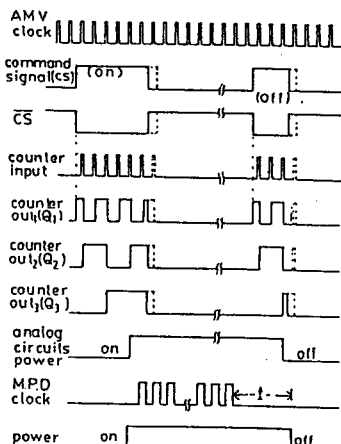 AMV
clock
command
signal(cs)
(on)
(off)
CS
counter
input
counter
out1(Q1)
counter
out2(Q2)
counter
out3(Q3)
analog
circuits
power
on
off
M.P.D
clock
t
power
on
off